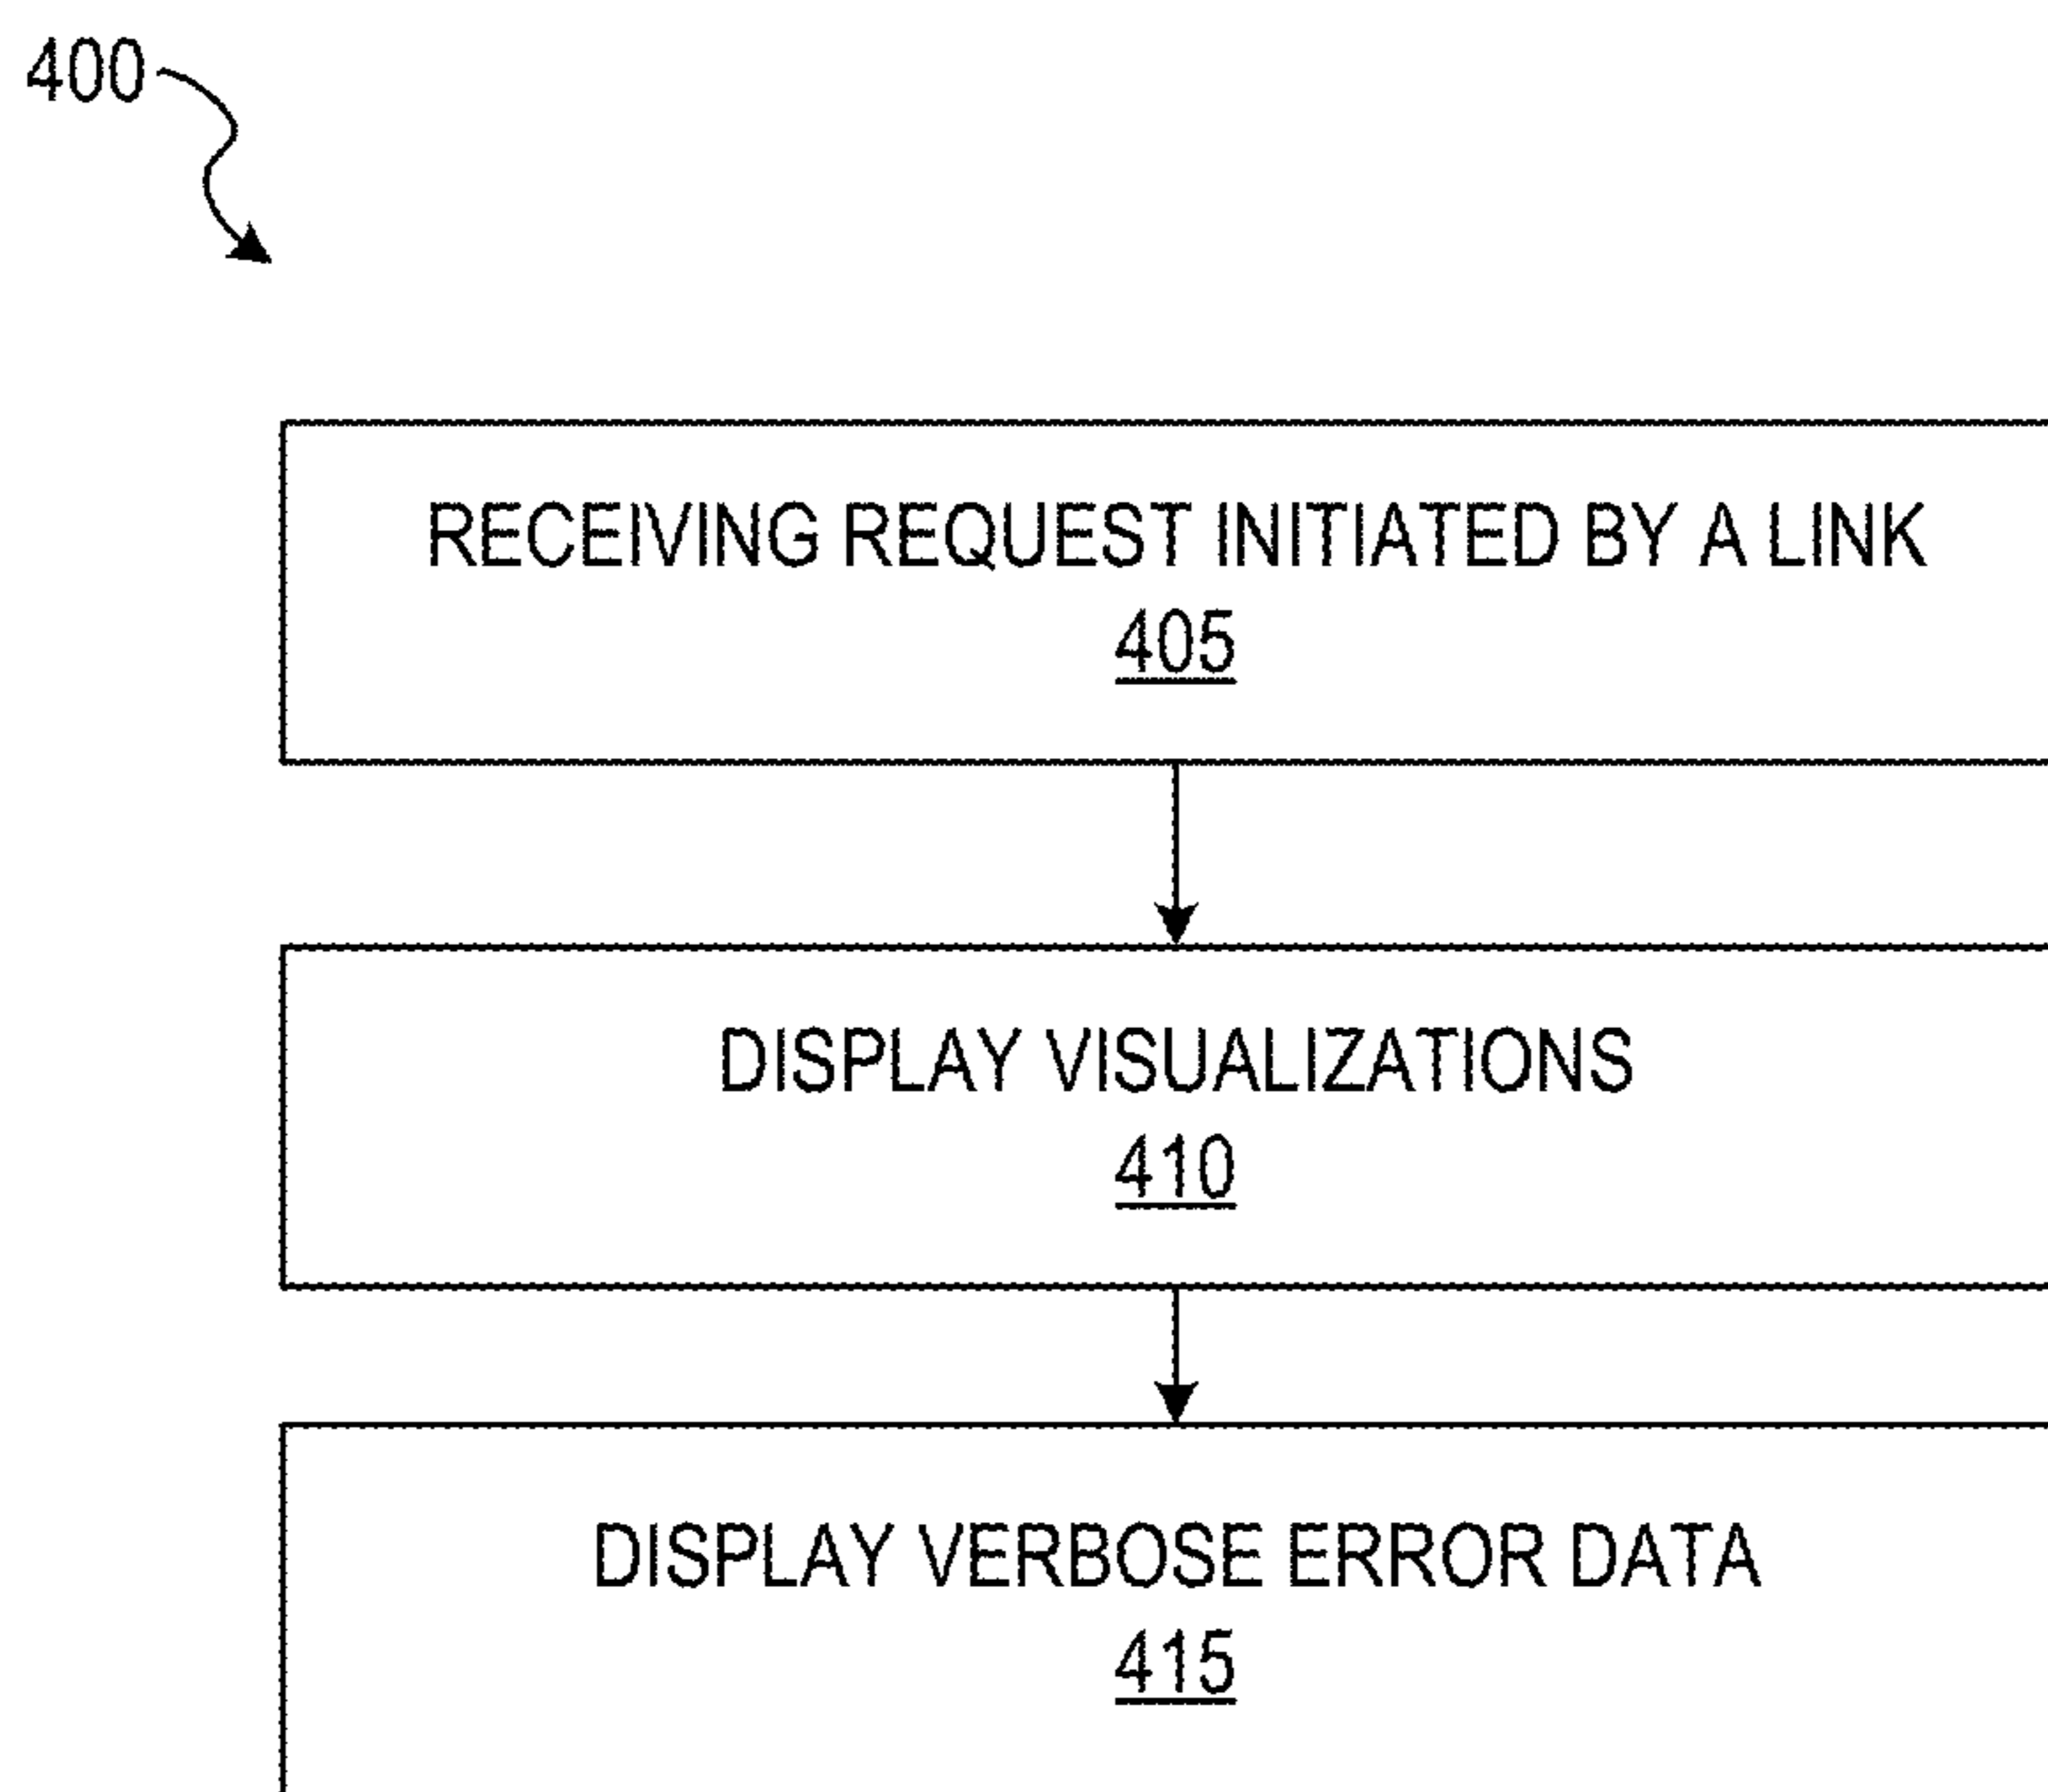 400
RECEIVING REQUEST INITIATED BY A LINK
405
DISPLAY VISUALIZATIONS
410
DISPLAY VERBOSE ERROR DATA
415